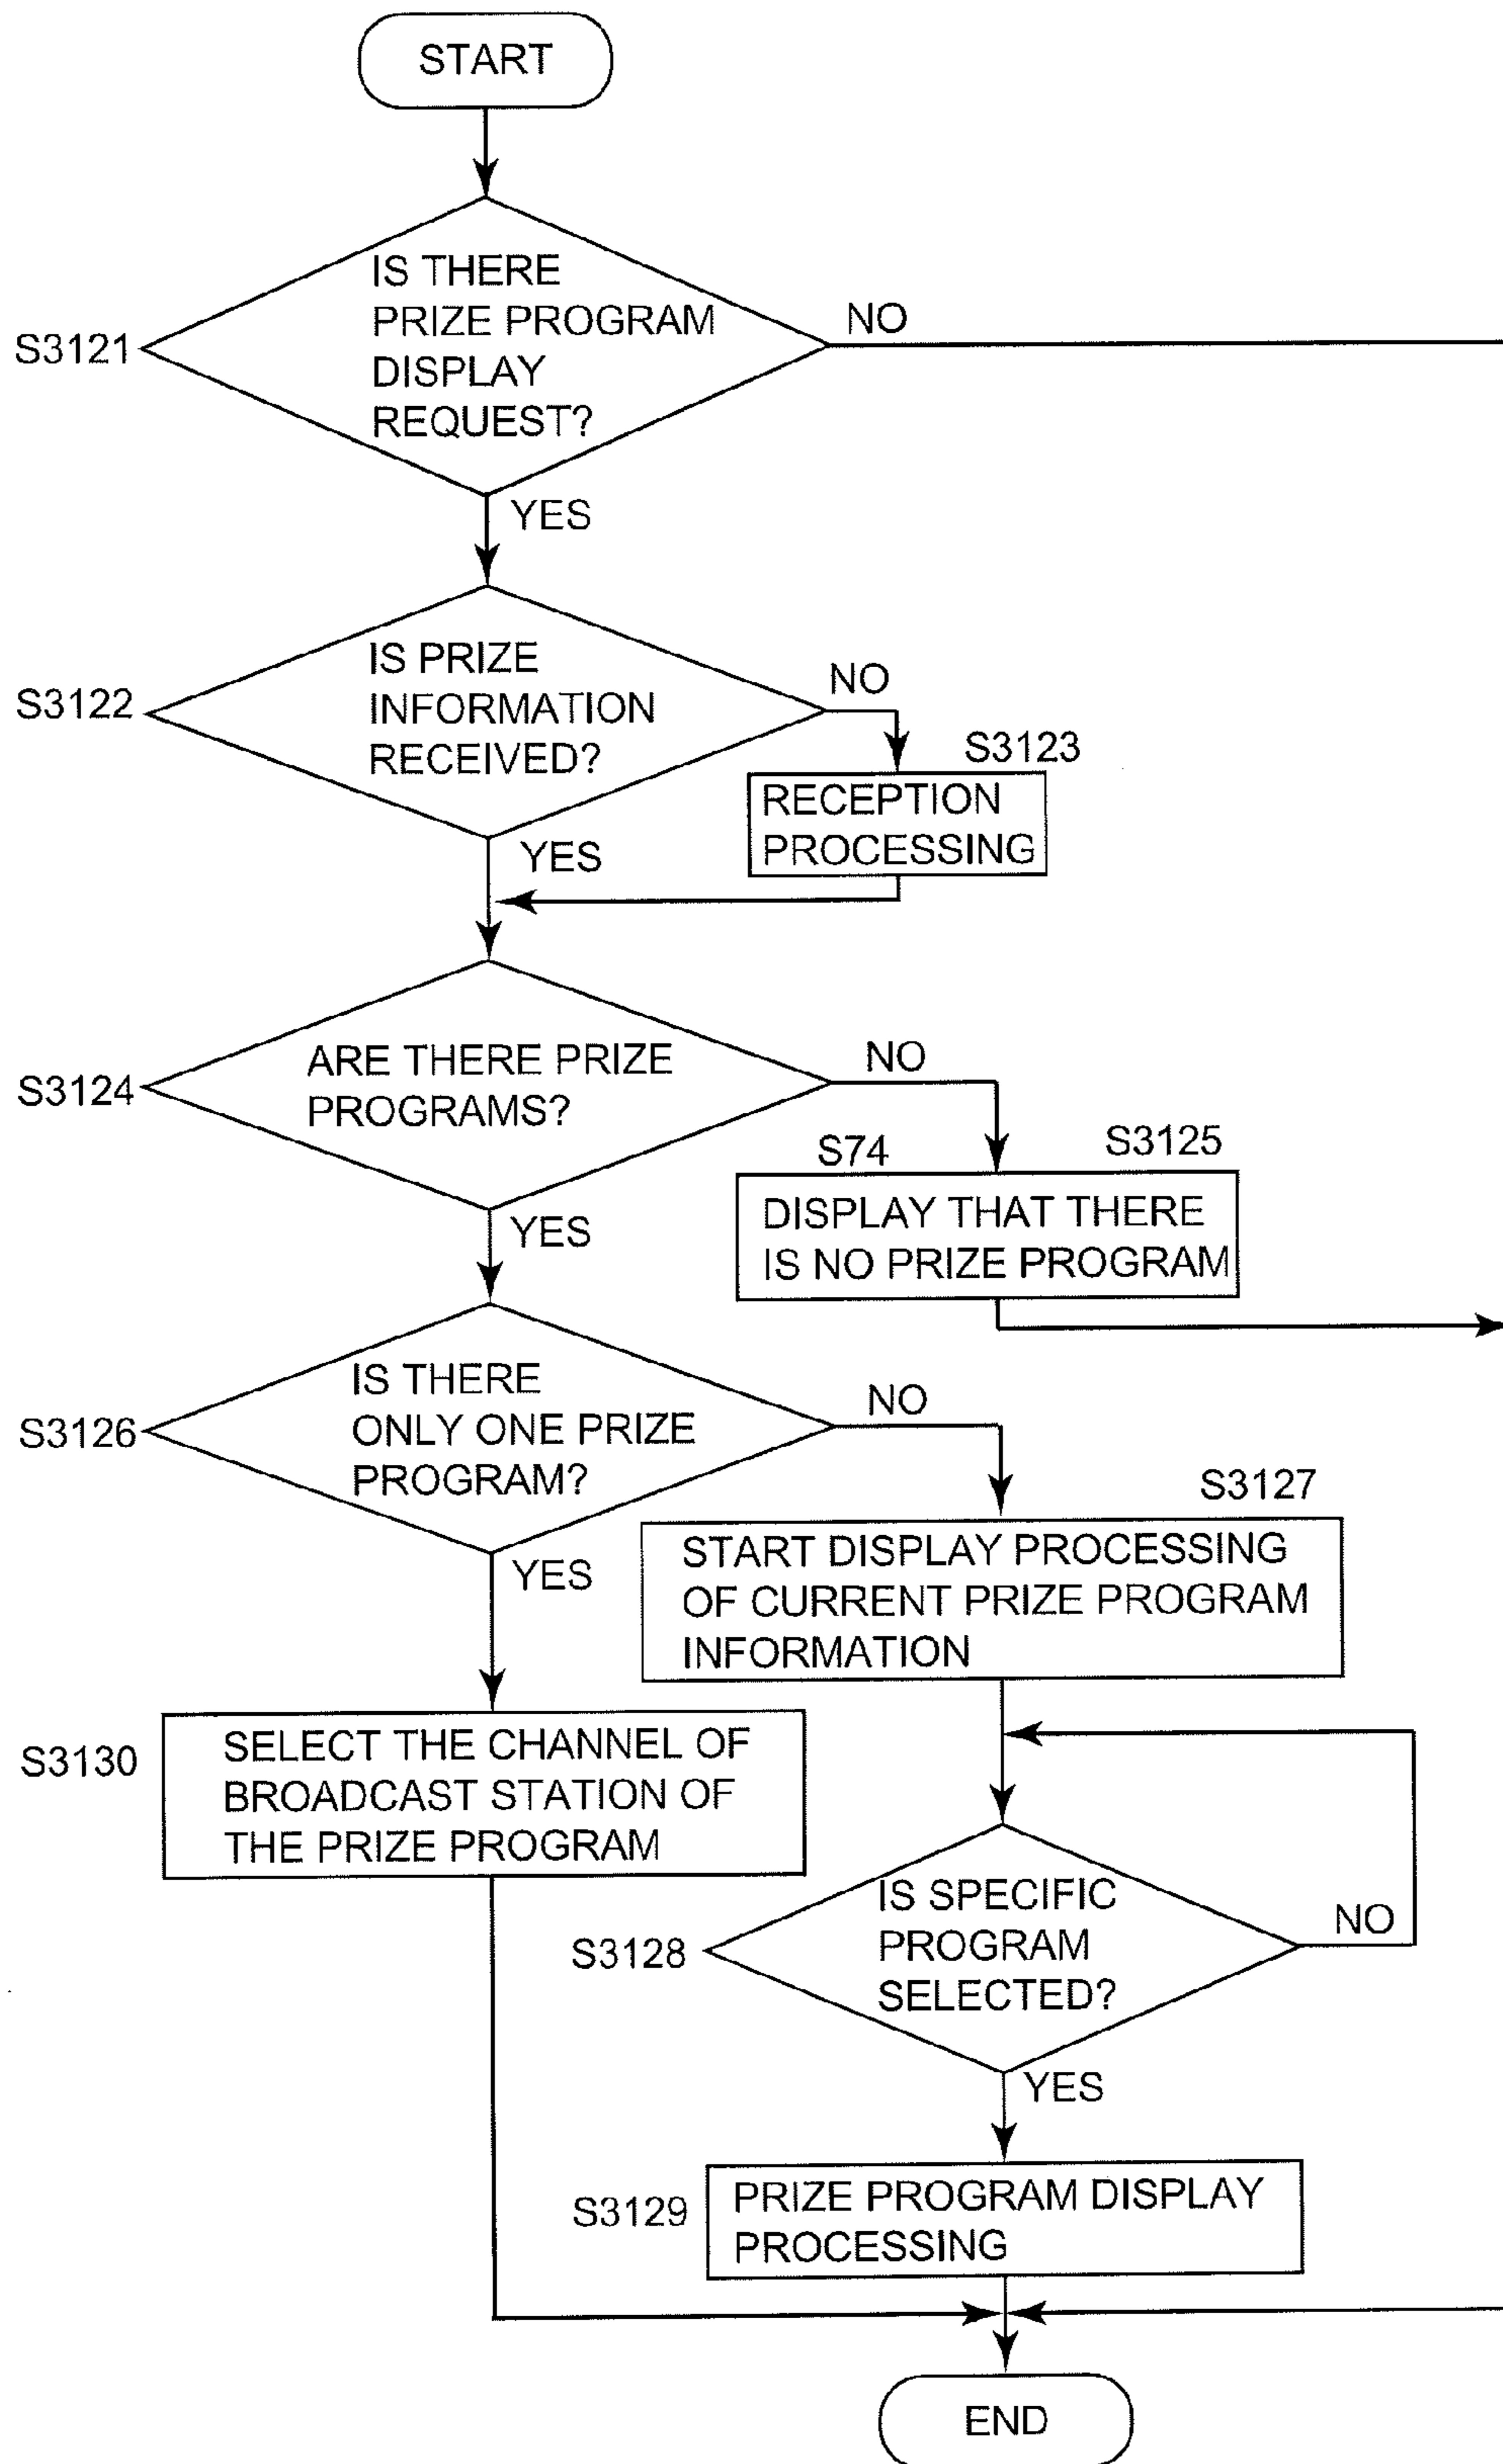 START
IS THERE
PRIZE PROGRAM
DISPLAY
REQUEST?
NO
S3121
YES
IS PRIZE
INFORMATION
RECEIVED?
NO
S3122
S3123
RECEPTION
PROCESSING
YES
ARE THERE PRIZE
PROGRAMS?
NO
S3124
S74
S3125
DISPLAY THAT THERE
IS NO PRIZE PROGRAM
YES
IS THERE
ONLY ONE PRIZE
PROGRAM?
NO
S3126
S3127
START DISPLAY PROCESSING
OF CURRENT PRIZE PROGRAM
INFORMATION
YES
S3130
SELECT THE CHANNEL OF
BROADCAST STATION OF
THE PRIZE PROGRAM
IS SPECIFIC
PROGRAM
SELECTED?
NO
S3128
YES
S3129
PRIZE PROGRAM DISPLAY
PROCESSING
END